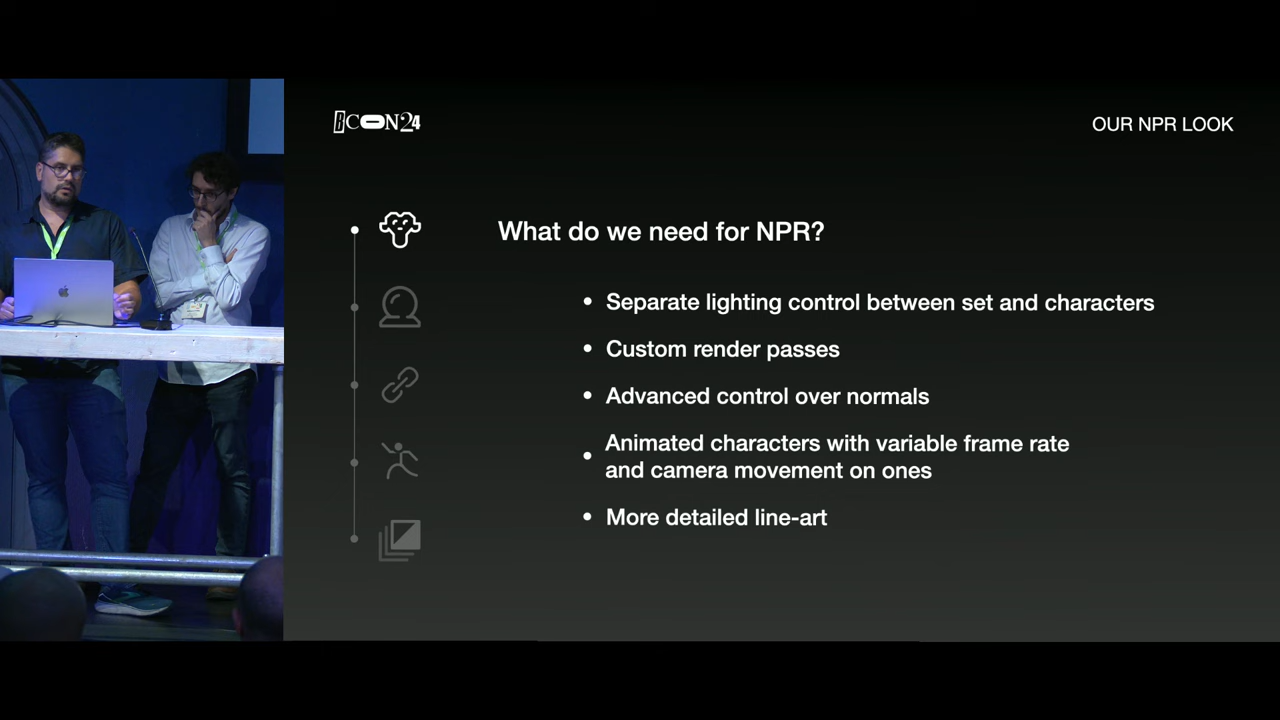 BCON24
OUR NPR LOOK
What do we need for NPR?
• Separate lighting control between set and characters
• Custom render passes
• Advanced control over normals
• Animated characters with variable frame rate
and camera movement on ones
• More detailed line-art